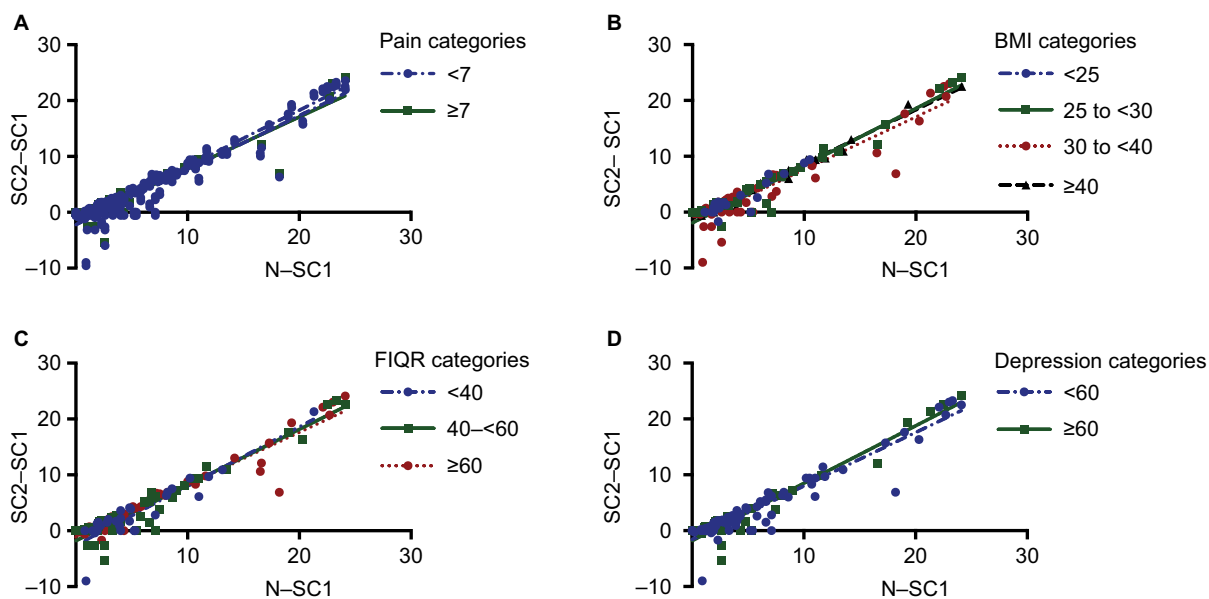 A
Pain categories
<7
≥7
30
20
10
0
–10
10
20
30
SC2–SC1
N–SC1
B
BMI categories
<25
25 to <30
30 to <40
≥40
30
20
10
0
–10
10
20
30
SC2– SC1
N–SC1
C
FIQR categories
<40
40–<60
≥60
30
20
10
0
–10
10
20
30
SC2–SC1
N–SC1
D
Depression categories
<60
≥60
30
20
10
0
–10
10
20
30
SC2–SC1
N–SC1